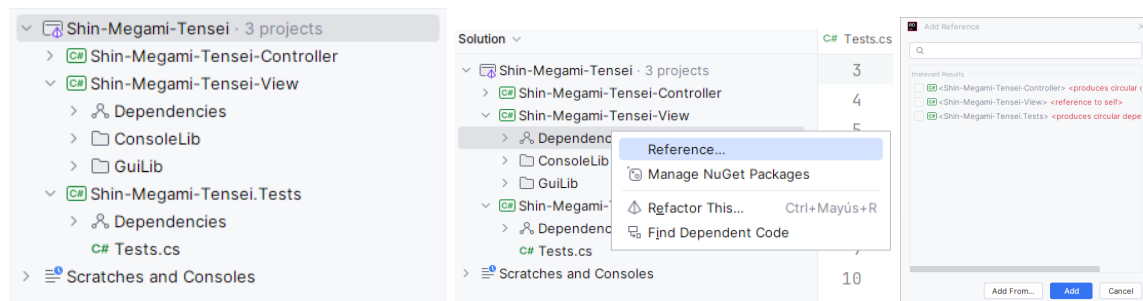 Shin-Megami-Tensei · 3 projects
Shin-Megami-Tensei-Controller
C# Shin-Megami-Tensei-View
Dependencies
ConsoleLib
GuiLib
C# Shin-Megami-Tensei.Tests
Dependencies
C# Tests.cs
Scratches and Consoles
Solution
Shin-Megami-Tensei · 3 projects
C# Shin-Megami-Tensei-Controller
C# Shin-Megami-Tensei-View
Dependenc
ConsoleLib
GuiLib
C# Shin-Megami-
Dependenc
C# Tests.cs
Scratches and Consoles
Reference...
Manage NuGet Packages
Refactor This... Ctrl+Mayús+R
Find Dependent Code
C# Tests.cs
3
4
10
Add Reference
Irrelevant Results
C# <Shin-Megami-Tensei-Controller> <produces circular
C# <Shin-Megami-Tensei-View> <reference to self>
C# <Shin-Megami-Tensei.Tests> <produces circular depe
Add From... Add Cancel